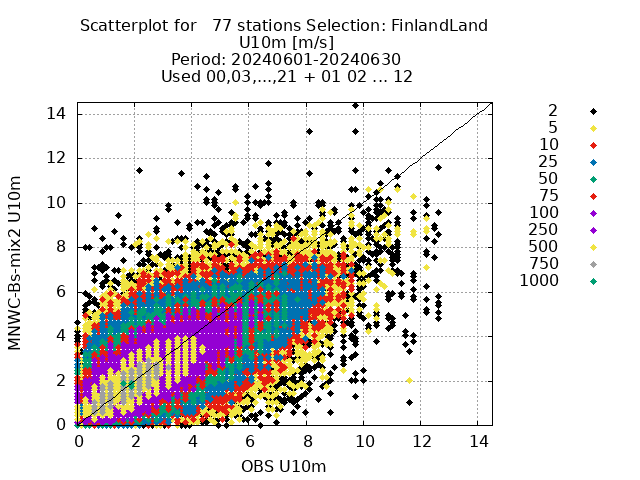 Scatterplot for   77 stations Selection: FinlandLand
U10m [m/s]
Period: 20240601-20240630
Used 00,03,...,21 + 01 02 ... 12
MNWC-Bs-mix2 U10m
14
12
10
8
6
4
2
0
0 2 4 6 8 10 12 14
OBS U10m
2
5
10
25
50
75
100
250
500
750
1000